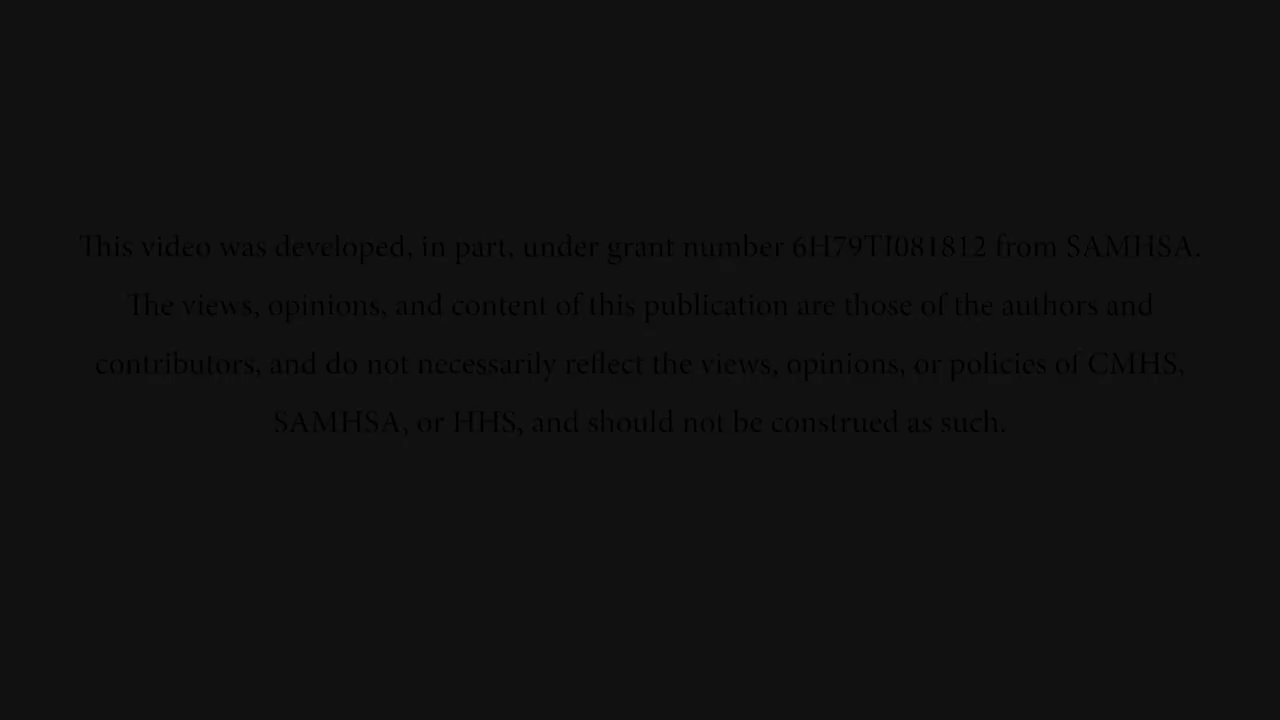 This video was developed, in part, under grant number 6H79TI081812 from SAMHSA.
The views, opinions, and content of this publication are those of the authors and
contributors, and do not necessarily reflect the views, opinions, or policies of CMHS,
SAMHSA, or HHS, and should not be construed as such.